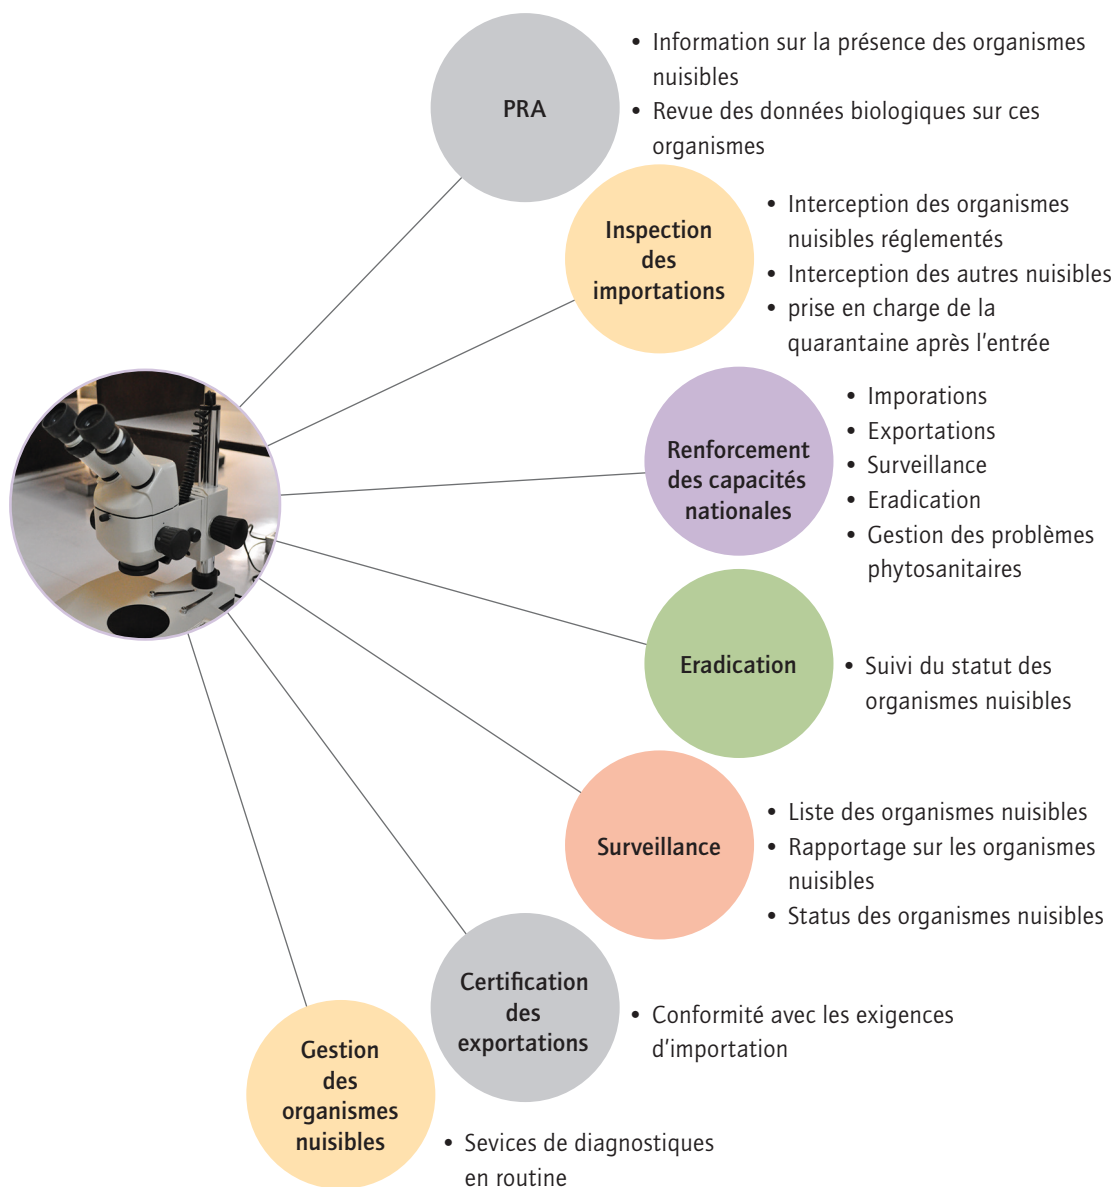 PRA
• Information sur la présence des organismes
nuisibles
• Revue des données biologiques sur ces
organismes
Inspection
des
importations
• Interception des organismes
nuisibles réglementés
• Interception des autres nuisibles
• prise en charge de la
quarantaine après l’entrée
Renforcement
des capacités
nationales
• Imporations
• Exportations
• Surveillance
• Eradication
• Gestion des problèmes
phytosanitaires
Eradication
• Suivi du statut des
organismes nuisibles
Surveillance
• Liste des organismes nuisibles
• Rapportage sur les organismes
nuisibles
• Status des organismes nuisibles
Certification
des
exportations
• Conformité avec les exigences
d’importation
Gestion
des
organismes
nuisibles
• Sevices de diagnostiques
en routine